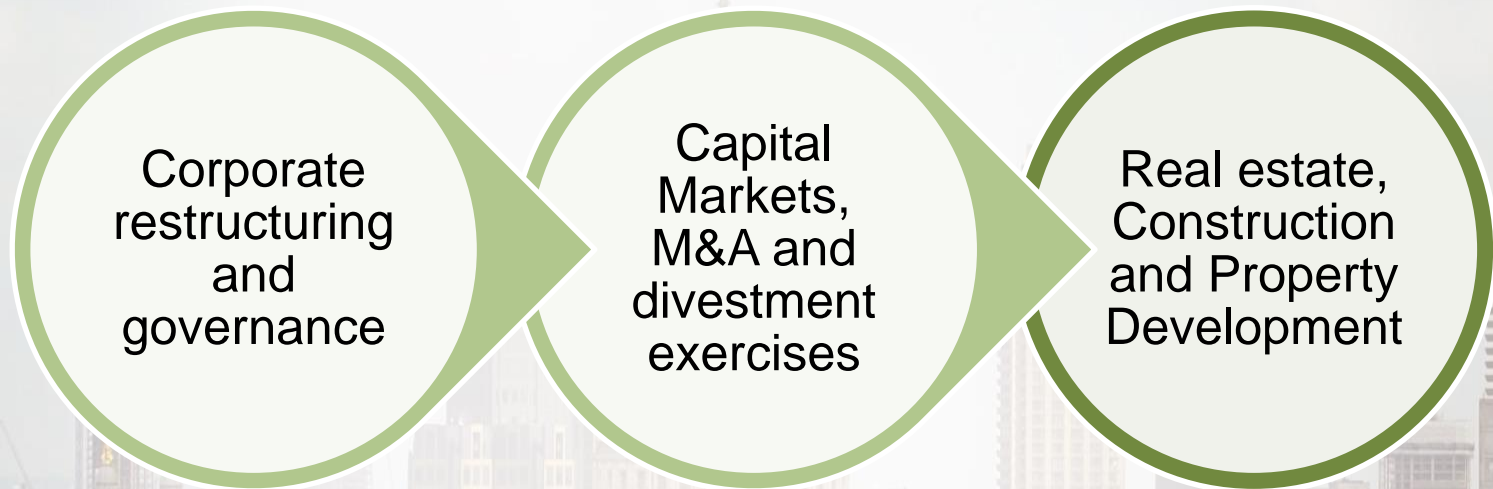 Corporate
restructuring
and
governance
Capital
Markets,
M&A and
divestment
exercises
Real estate,
Construction
and Property
Development